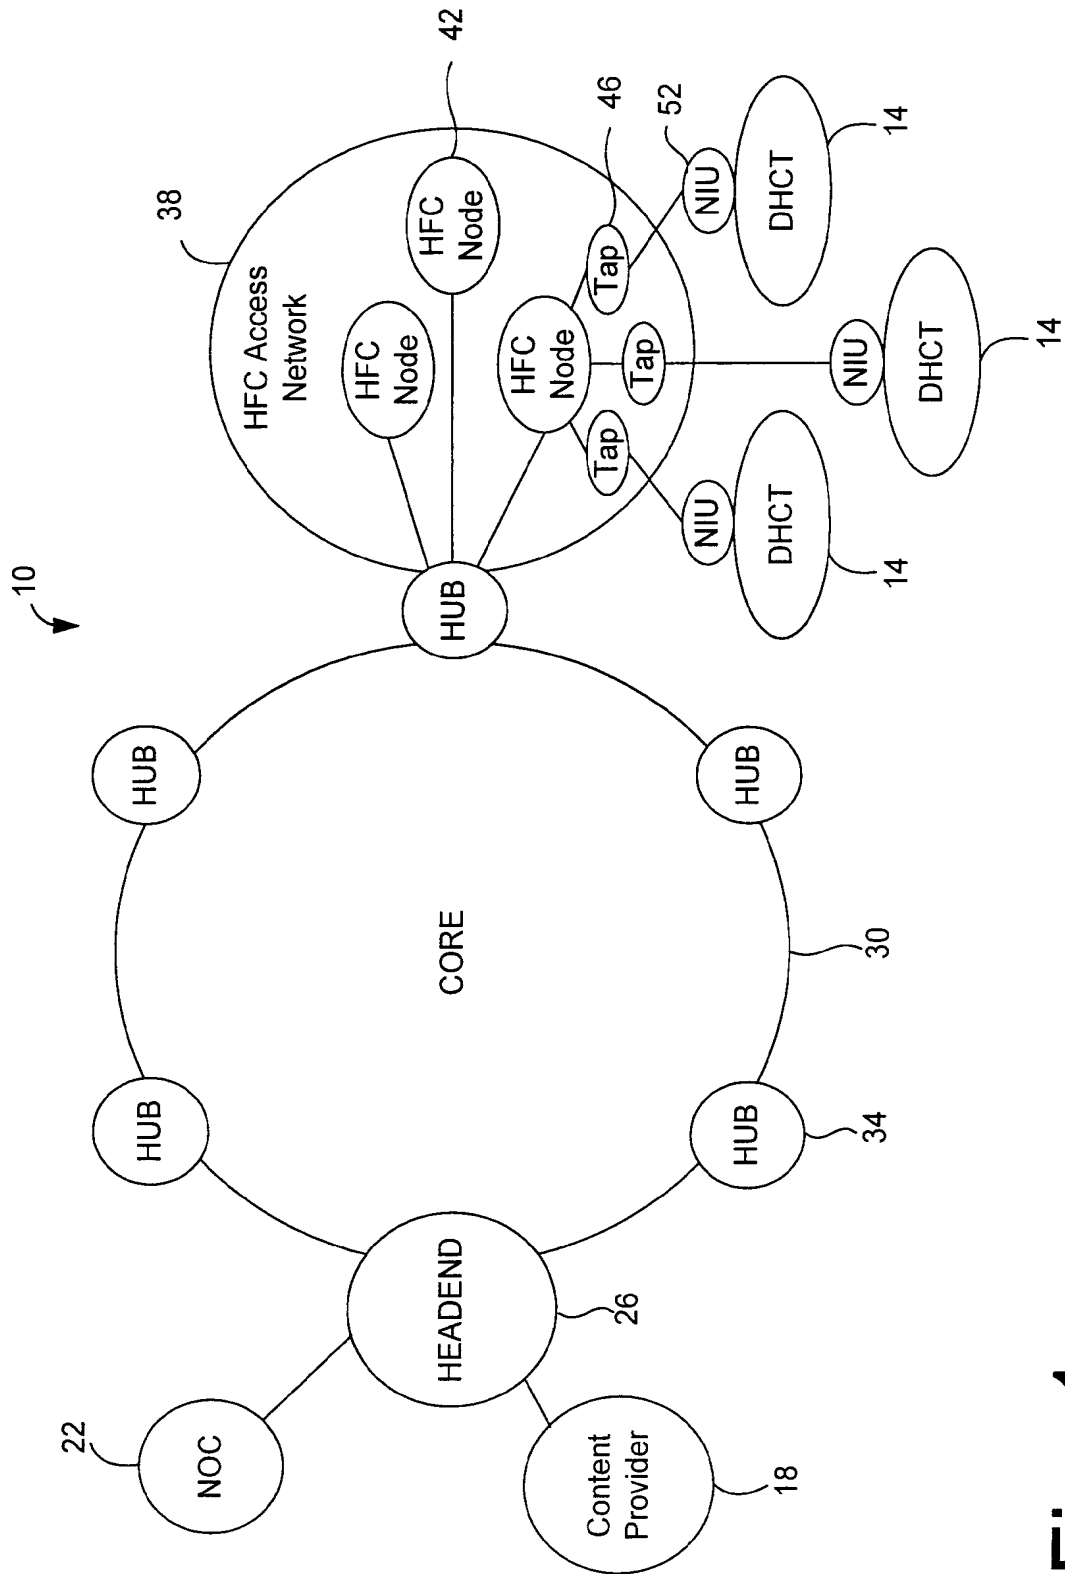 10
22
NOC
Content
Provider
18
HEADEND
26
HUB
HUB
34
CORE
30
HUB
HUB
HUB
38
HFC Access
Network
HFC
Node
HFC
Node
42
HFC
Node
Tap
Tap
Tap
46
NIU
DHCT
14
NIU
DHCT
14
NIU
52
DHCT
14